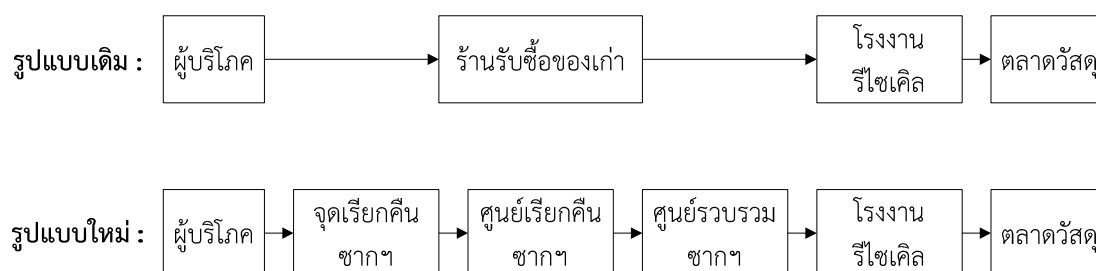 รูปแบบเดิม :
ผู้บริโภค
ร้านรับซื้อของเก่า
โรงงาน
รีไซเคิล
ตลาดวัสดุ
รูปแบบใหม่ :
ผู้บริโภค
จุดเรียกคืน
ซากฯ
ศูนย์เรียกคืน
ซากฯ
ศูนย์รวบรวม
ซากฯ
โรงงาน
รีไซเคิล
ตลาดวัสดุ